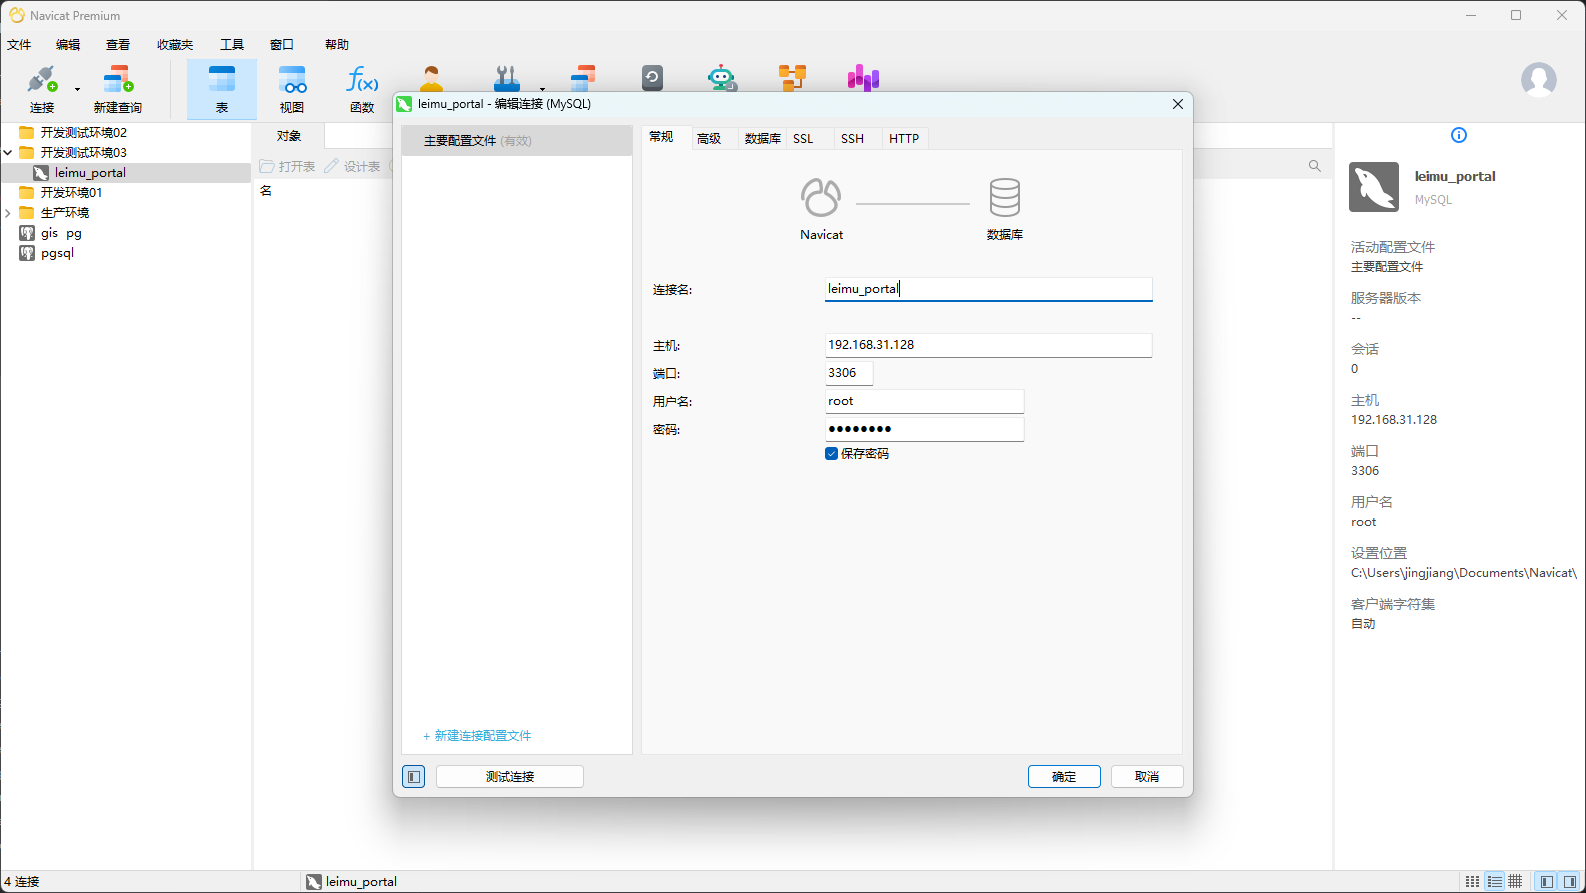 Navicat Premium
文件 编辑 查看 收藏夹 工具 窗口 帮助
连接 新建查询 表 视图 函数
f(x)
开发测试环境02
开发测试环境03
leimu_portal
开发环境01
生产环境
gis pg
pgsql
对象
打开表 设计表
名
leimu_portal - 编辑连接 (MySQL)
主要配置文件 (有效)
常规 高级 数据库 SSL SSH HTTP
Navicat 数据库
连接名: leimu_portal
主机: 192.168.31.128
端口: 3306
用户名: root
密码: ●●●●●●●●
保存密码
+ 新建连接配置文件
测试连接 确定 取消
leimu_portal
MySQL
活动配置文件
主要配置文件
服务器版本
--
会话
0
主机
192.168.31.128
端口
3306
用户名
root
设置位置
C:\Users\jingjiang\Documents\Navicat\
客户端字符集
自动
4 连接 leimu_portal